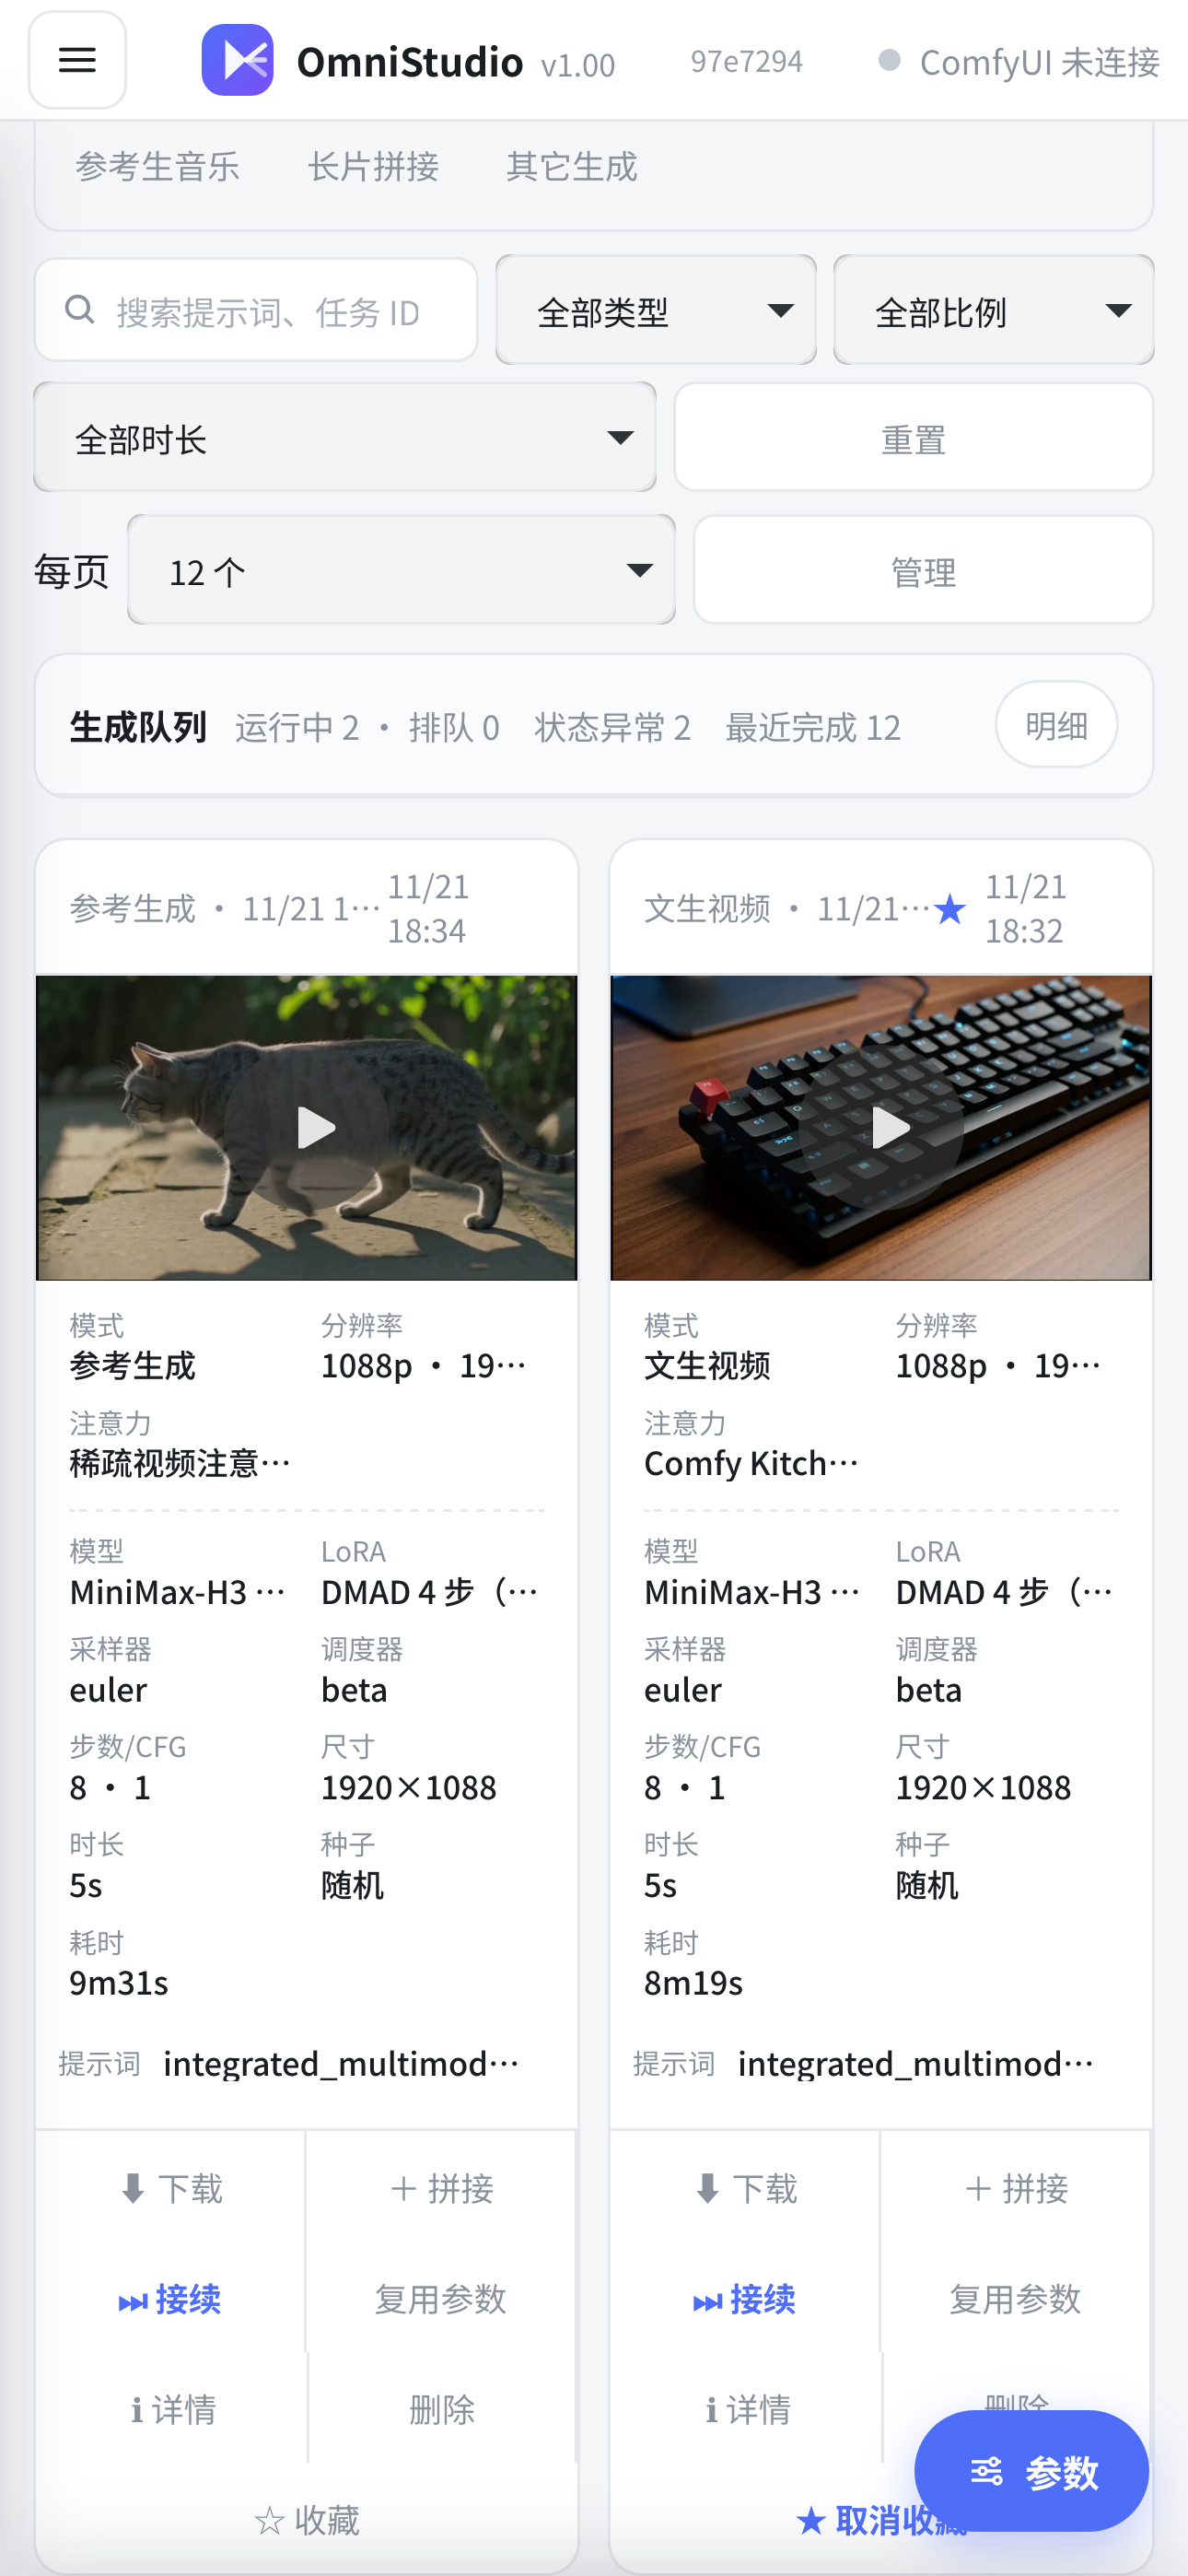 OmniStudio v1.00 97e7294 ComfyUI 未连接
参考生音乐 长片拼接 其它生成
搜索提示词、任务 ID 全部类型 全部比例
全部时长 重置
每页 12 个 管理
生成队列 运行中 2 · 排队 0 状态异常 2 最近完成 12 明细
参考生成 · 11/21 1… 11/21
18:34
文生视频 · 11/21… ★ 11/21
18:32
模式 分辨率 模式 分辨率
参考生成 1088p · 19… 文生视频 1088p · 19…
注意力 注意力
稀疏视频注意… Comfy Kitch…
模型 LoRA 模型 LoRA
MiniMax-H3 … DMAD 4 步（… MiniMax-H3 … DMAD 4 步（…
采样器 调度器 采样器 调度器
euler beta euler beta
步数/CFG 尺寸 步数/CFG 尺寸
8 · 1 1920×1088 8 · 1 1920×1088
时长 种子 时长 种子
5s 随机 5s 随机
耗时 耗时
9m31s 8m19s
提示词 integrated_multimod… 提示词 integrated_multimod…
⬇ 下载 ＋ 拼接 ⬇ 下载 ＋ 拼接
⏭ 接续 复用参数 ⏭ 接续 复用参数
ℹ 详情 删除 ℹ 详情 删除
参数
☆ 收藏 ★ 取消收藏